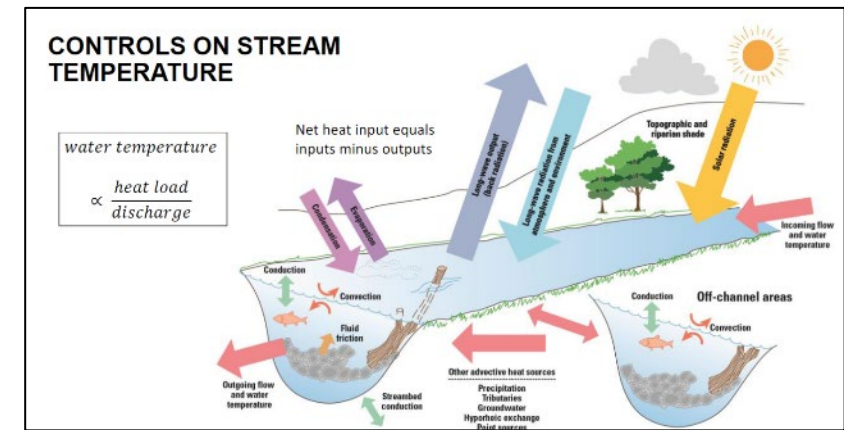 CONTROLS ON STREAM
TEMPERATURE
water temperature
∝ heat load
discharge
Net heat input equals
inputs minus outputs
Condensation
Evaporation
Long-wave output
(back radiation)
Long-wave radiation from
atmosphere and environment
Topographic and
riparian shade
Solar radiation
Incoming flow
and water
temperature
Conduction
Convection
Fluid
friction
Outgoing flow
and water
temperature
Streambed
conduction
Other advective heat sources
Precipitation
Tributaries
Groundwater
Hyporheic exchange
Point sources
Off-channel areas
Conduction
Convection